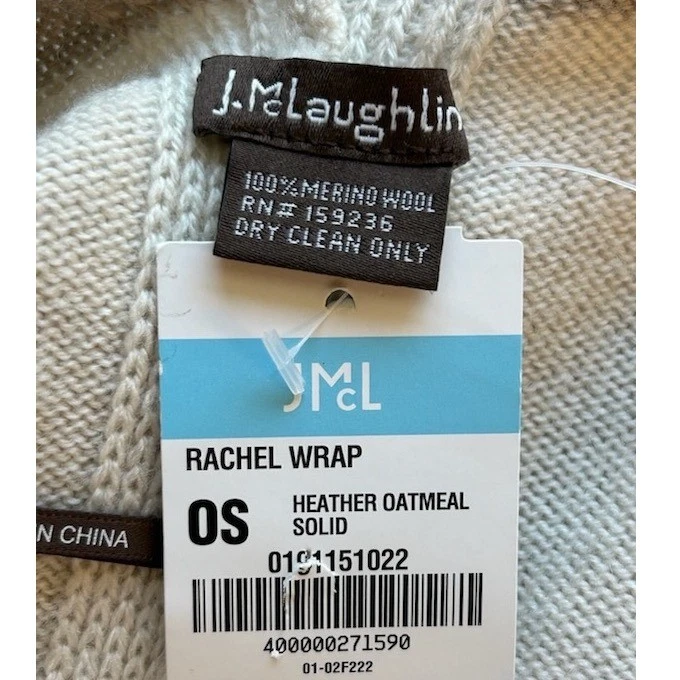 J.McLaughlin
100% MERINO WOOL
RN# 159236
DRY CLEAN ONLY
JMcL
RACHEL WRAP
OS
HEATHER OATMEAL
SOLID
0191151022
N CHINA
400000271590
01-02F222